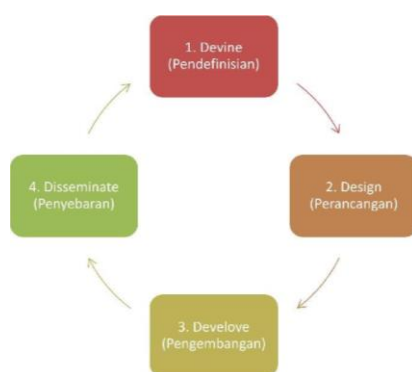 1. Devine
(Pendefinisian)
2. Design
(Perancangan)
3. Develove
(Pengembangan)
4. Disseminate
(Penyebaran)